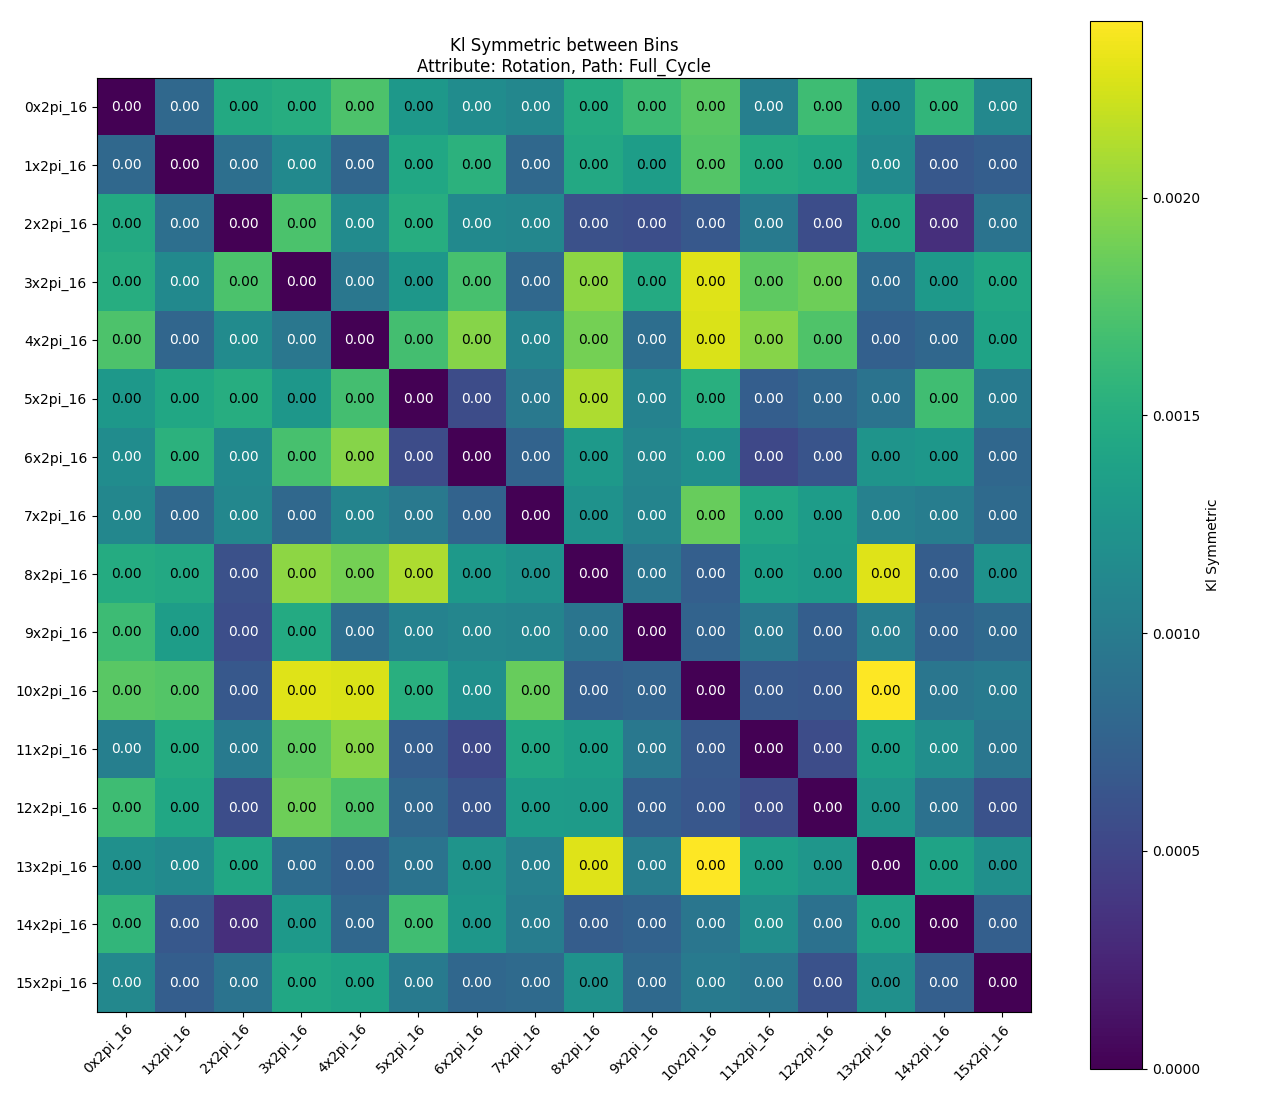 Kl Symmetric between Bins
Attribute: Rotation, Path: Full_Cycle
0x2pi_16 0.00 0.00 0.00 0.00 0.00 0.00 0.00 0.00 0.00 0.00 0.00 0.00 0.00 0.00 0.00 0.00
1x2pi_16 0.00 0.00 0.00 0.00 0.00 0.00 0.00 0.00 0.00 0.00 0.00 0.00 0.00 0.00 0.00 0.00
2x2pi_16 0.00 0.00 0.00 0.00 0.00 0.00 0.00 0.00 0.00 0.00 0.00 0.00 0.00 0.00 0.00 0.00
3x2pi_16 0.00 0.00 0.00 0.00 0.00 0.00 0.00 0.00 0.00 0.00 0.00 0.00 0.00 0.00 0.00 0.00
4x2pi_16 0.00 0.00 0.00 0.00 0.00 0.00 0.00 0.00 0.00 0.00 0.00 0.00 0.00 0.00 0.00 0.00
5x2pi_16 0.00 0.00 0.00 0.00 0.00 0.00 0.00 0.00 0.00 0.00 0.00 0.00 0.00 0.00 0.00 0.00
6x2pi_16 0.00 0.00 0.00 0.00 0.00 0.00 0.00 0.00 0.00 0.00 0.00 0.00 0.00 0.00 0.00 0.00
7x2pi_16 0.00 0.00 0.00 0.00 0.00 0.00 0.00 0.00 0.00 0.00 0.00 0.00 0.00 0.00 0.00 0.00
8x2pi_16 0.00 0.00 0.00 0.00 0.00 0.00 0.00 0.00 0.00 0.00 0.00 0.00 0.00 0.00 0.00 0.00
9x2pi_16 0.00 0.00 0.00 0.00 0.00 0.00 0.00 0.00 0.00 0.00 0.00 0.00 0.00 0.00 0.00 0.00
10x2pi_16 0.00 0.00 0.00 0.00 0.00 0.00 0.00 0.00 0.00 0.00 0.00 0.00 0.00 0.00 0.00 0.00
11x2pi_16 0.00 0.00 0.00 0.00 0.00 0.00 0.00 0.00 0.00 0.00 0.00 0.00 0.00 0.00 0.00 0.00
12x2pi_16 0.00 0.00 0.00 0.00 0.00 0.00 0.00 0.00 0.00 0.00 0.00 0.00 0.00 0.00 0.00 0.00
13x2pi_16 0.00 0.00 0.00 0.00 0.00 0.00 0.00 0.00 0.00 0.00 0.00 0.00 0.00 0.00 0.00 0.00
14x2pi_16 0.00 0.00 0.00 0.00 0.00 0.00 0.00 0.00 0.00 0.00 0.00 0.00 0.00 0.00 0.00 0.00
15x2pi_16 0.00 0.00 0.00 0.00 0.00 0.00 0.00 0.00 0.00 0.00 0.00 0.00 0.00 0.00 0.00 0.00
0x2pi_16 1x2pi_16 2x2pi_16 3x2pi_16 4x2pi_16 5x2pi_16 6x2pi_16 7x2pi_16 8x2pi_16 9x2pi_16 10x2pi_16 11x2pi_16 12x2pi_16 13x2pi_16 14x2pi_16 15x2pi_16
0.0020
0.0015
0.0010
0.0005
0.0000
Kl Symmetric